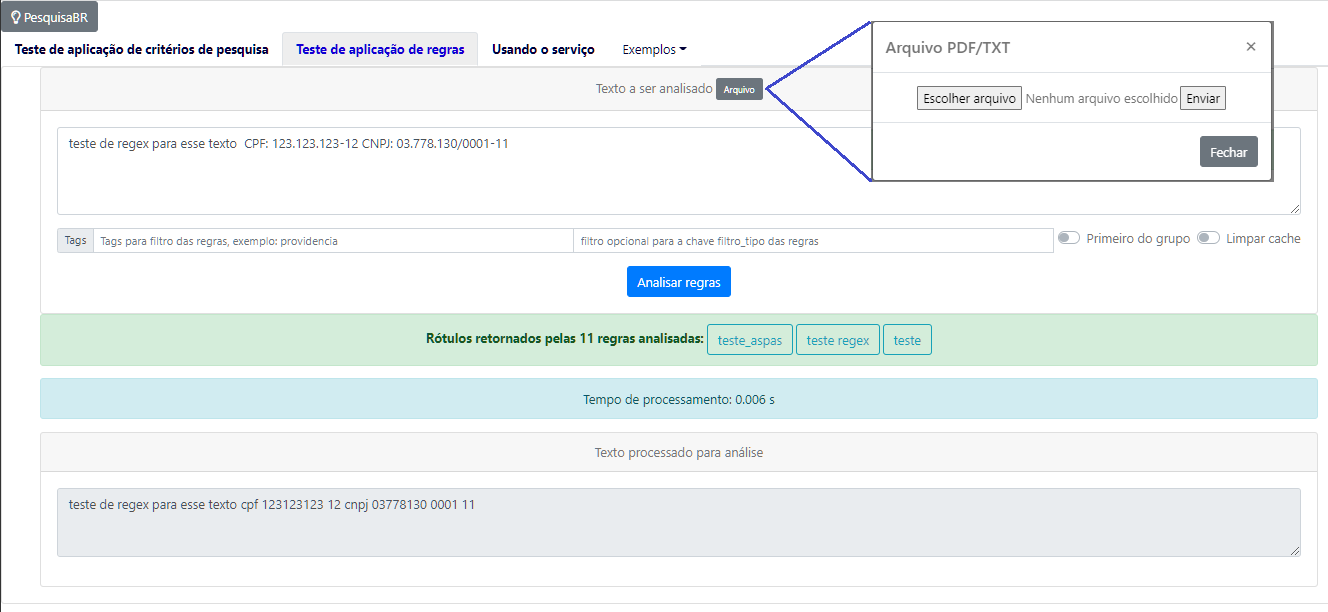 PesquisaBR
Teste de aplicação de critérios de pesquisa Teste de aplicação de regras Usando o serviço Exemplos
Texto a ser analisado Arquivo
Arquivo PDF/TXT ×
Escolher arquivo Nenhum arquivo escolhido Enviar
Fechar
teste de regex para esse texto CPF: 123.123.123-12 CNPJ: 03.778.130/0001-11
Tags Tags para filtro das regras, exemplo: providencia filtro opcional para a chave filtro_tipo das regras Primeiro do grupo Limpar cache
Analisar regras
Rótulos retornados pelas 11 regras analisadas: teste_aspas teste regex teste
Tempo de processamento: 0.006 s
Texto processado para análise
teste de regex para esse texto cpf 123123123 12 cnpj 03778130 0001 11